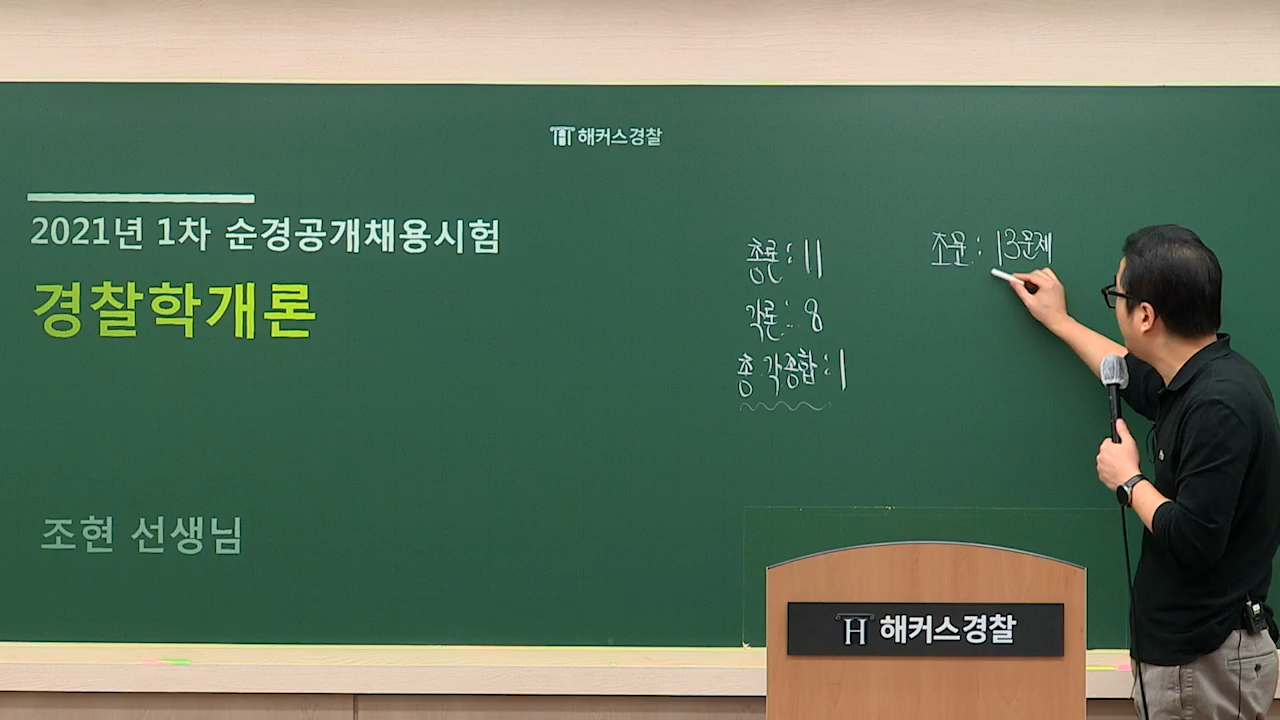 해커스경찰
2021년 1차 순경공개채용시험
경찰학개론
조현 선생님
총론 : 11
각론 : 8
총 각종합 : 1
조문 : 13문제
H 해커스경찰